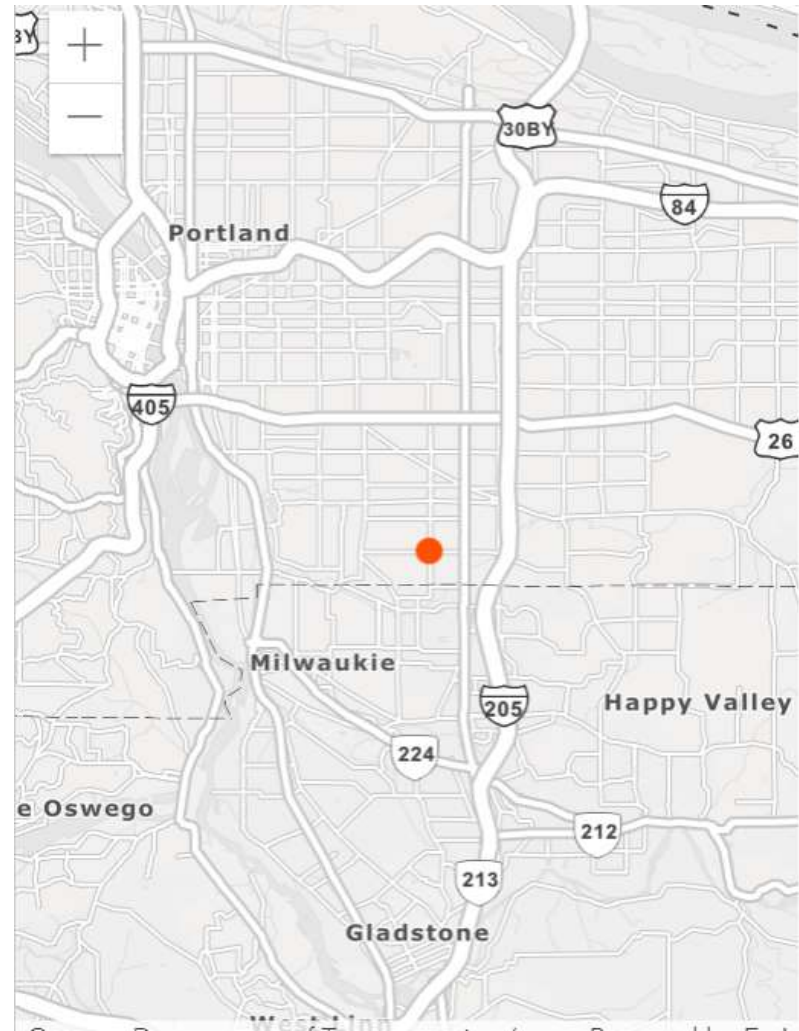 +
30BY
84
Portland
405
26
Milwaukie
205
Happy Valley
224
e Oswego
212
213
Gladstone